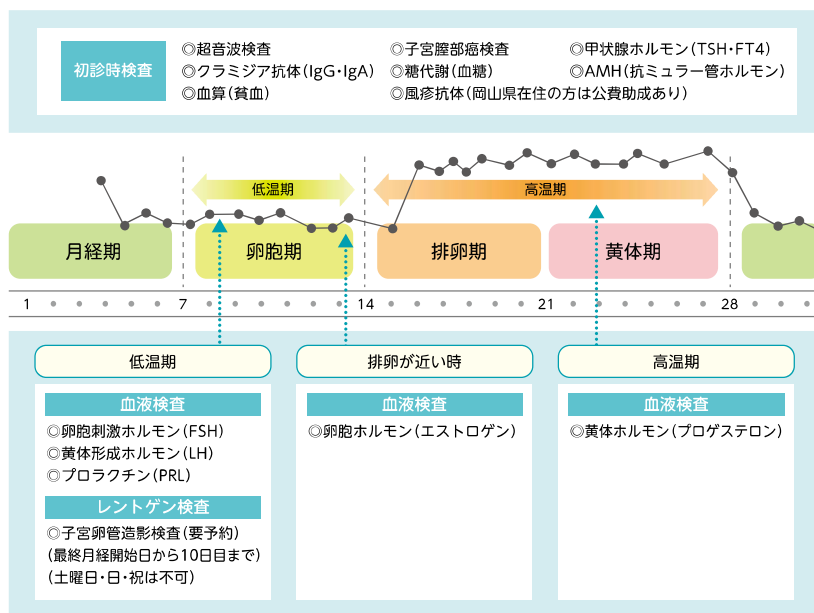 初診時検査
◎超音波検査
◎クラミジア抗体(IgG・IgA)
◎血算(貧血)
◎子宮膣部癌検査
◎糖代謝(血糖)
◎風疹抗体(岡山県在住の方は公費助成あり)
◎甲状腺ホルモン(TSH・FT4)
◎AMH(抗ミュラー管ホルモン)
低温期
高温期
月経期
卵胞期
排卵期
黄体期
1 7 14 21 28
低温期
血液検査
◎卵胞刺激ホルモン(FSH)
◎黄体形成ホルモン(LH)
◎プロラクチン(PRL)
レントゲン検査
◎子宮卵管造影検査(要予約)
(最終月経開始日から10日目まで)
(土曜日・日・祝は不可)
排卵が近い時
血液検査
◎卵胞ホルモン(エストロゲン)
高温期
血液検査
◎黄体ホルモン(プロゲステロン)